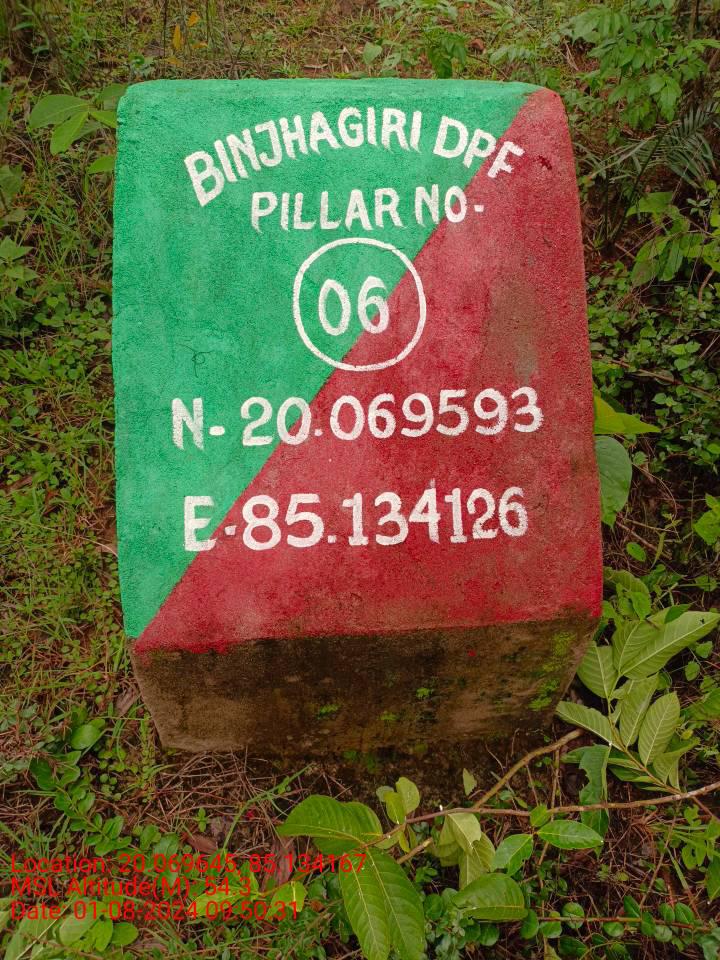 BINJHAGIRI DPF
PILLAR NO-
06
N-20.069593
E-85.134126
Location: 20.069645, 85.134167
MSL Altitude(M): 54.3
Date: 01-08-2024 09:50:31